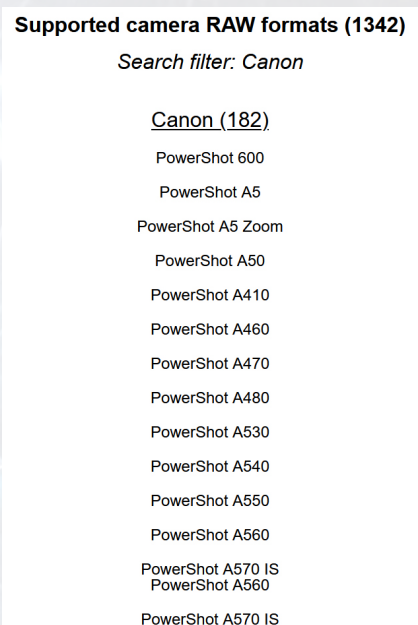 Supported camera RAW formats (1342)
Search filter: Canon
Canon (182)
PowerShot 600
PowerShot A5
PowerShot A5 Zoom
PowerShot A50
PowerShot A410
PowerShot A460
PowerShot A470
PowerShot A480
PowerShot A530
PowerShot A540
PowerShot A550
PowerShot A560
PowerShot A570 IS
PowerShot A560
PowerShot A570 IS